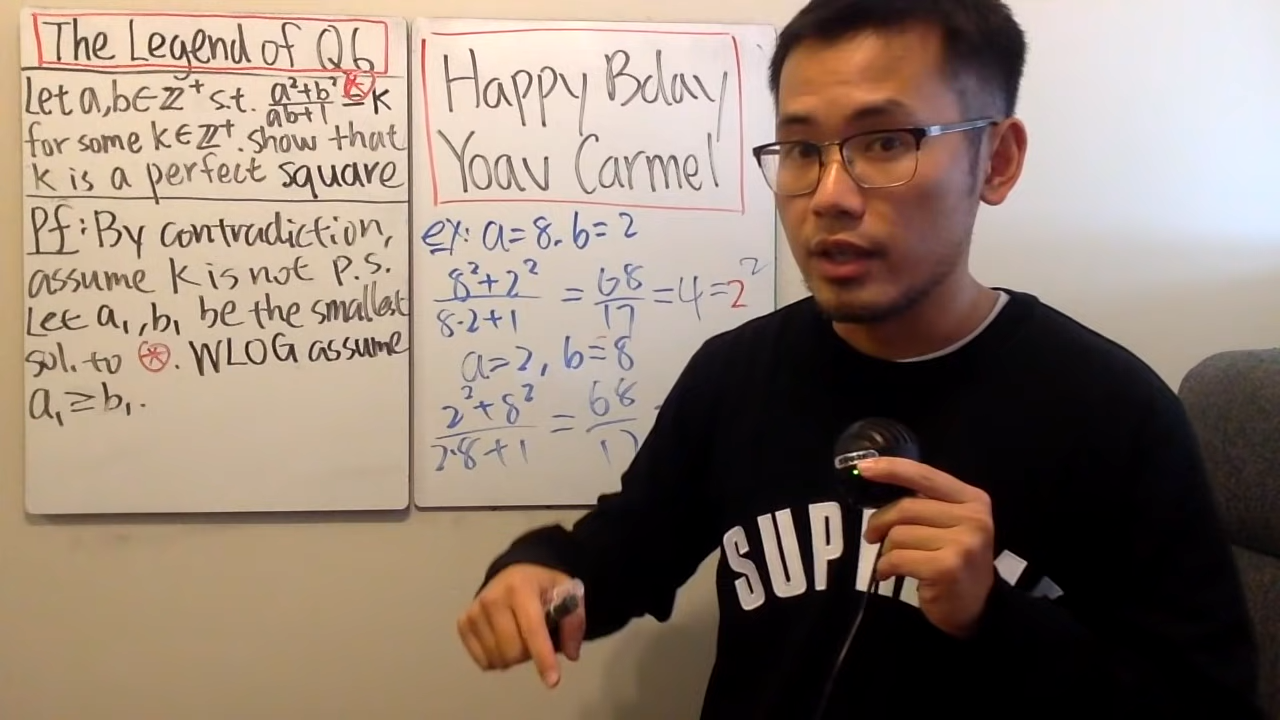 The Legend of Q6
Let a,b∈ℤ⁺ s.t. (a²+b²)/(ab+1) ⊛= k
for some k∈ℤ⁺. show that
k is a perfect square
Pf: By contradiction,
assume k is not P.S.
Let a₁,b₁ be the smallest
sol. to ⊛. WLOG assume
a₁≥b₁.
Happy Bday
Yoav Carmel
ex: a=8, b=2
(8²+2²)/(8·2+1) = 68/17 = 4 = 2²
a=2, b=8
(2²+8²)/(2·8+1) = 68/17
SUP